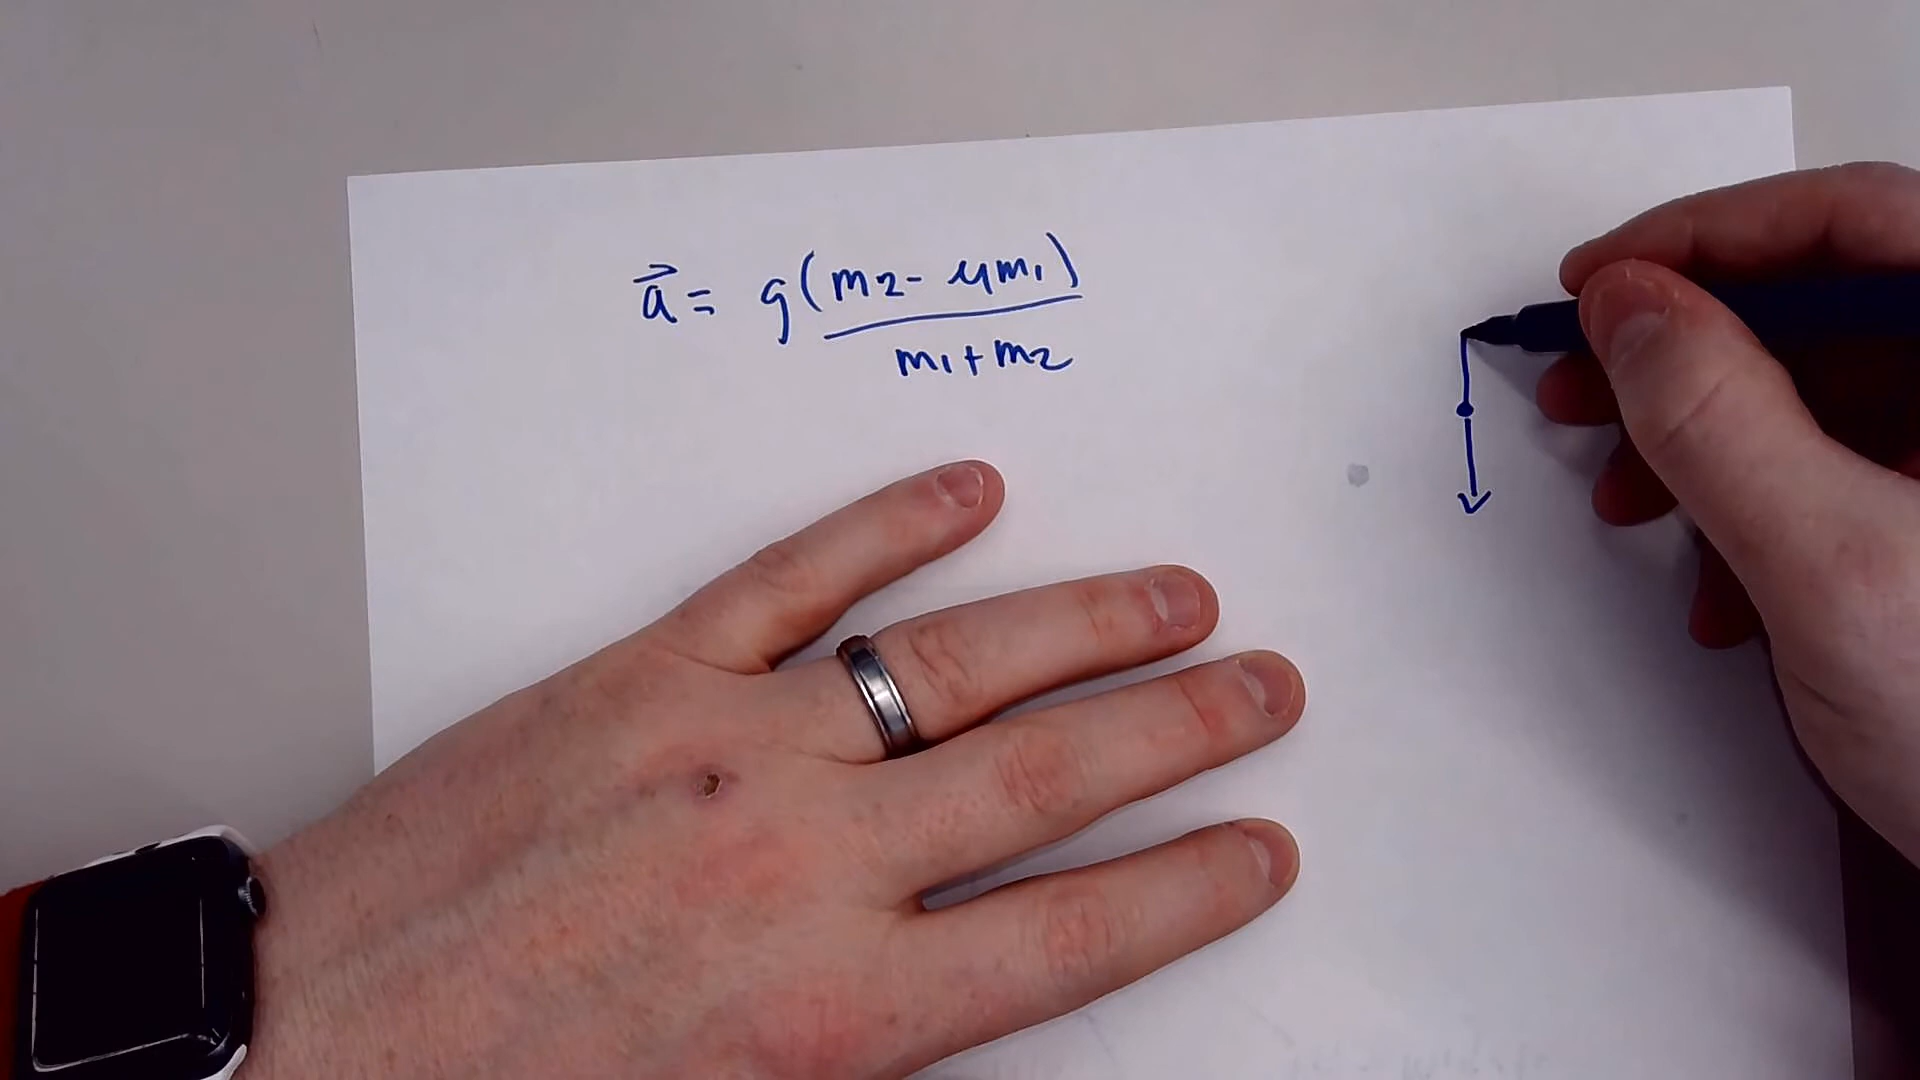 a⃗ = g(m2 - μm1)
m1 + m2